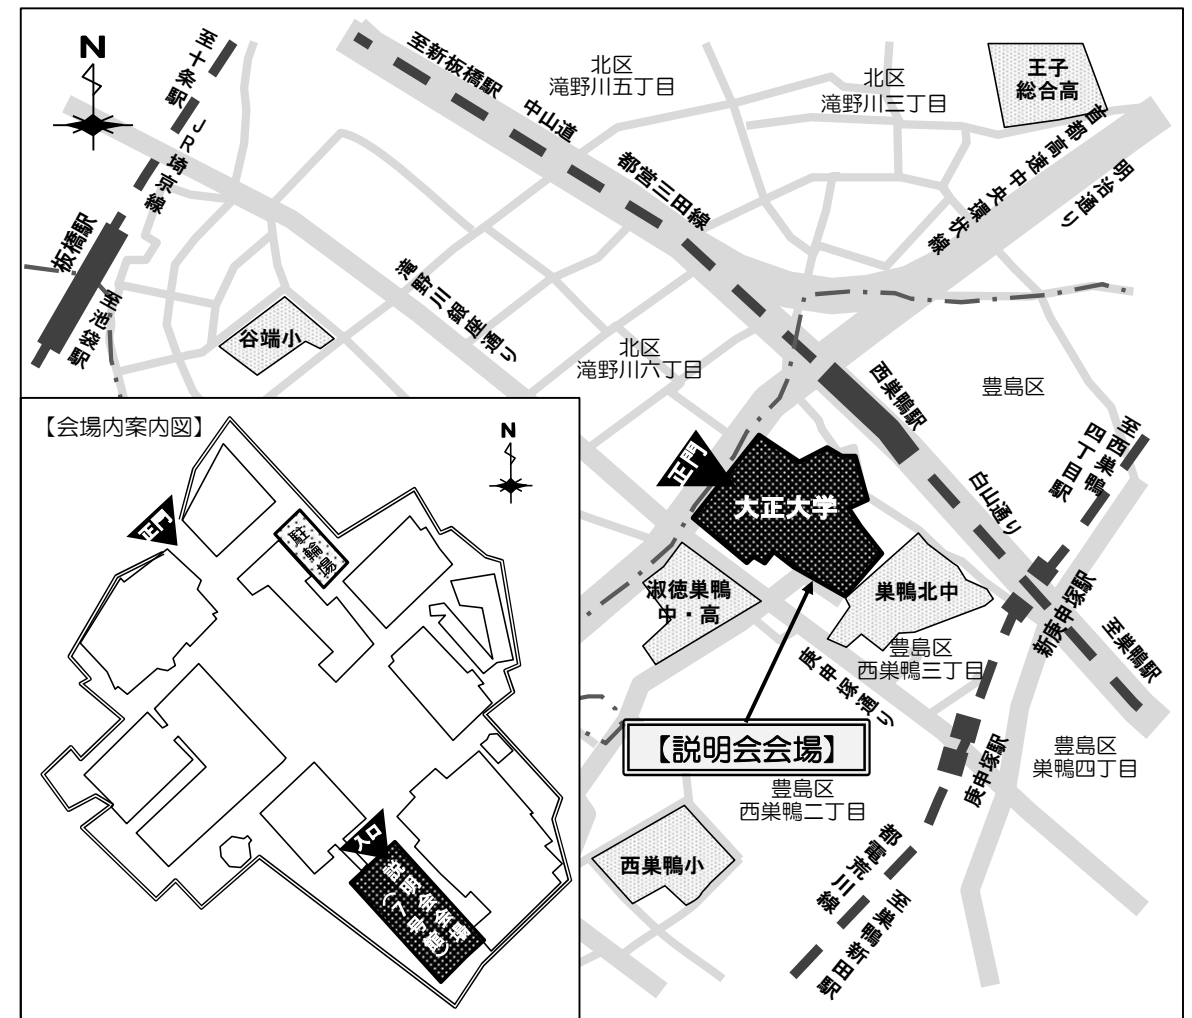 N
至十条駅
JR埼京線
板橋駅
至池袋駅
至新板橋駅
中山道
都営三田線
北区
滝野川五丁目
北区
滝野川三丁目
王子
総合高
首都高速中央環状線
明治通り
滝野川銀座通り
谷端小
北区
滝野川六丁目
西巣鴨駅
豊島区
至西巣鴨
四丁目駅
白山通り
正門
大正大学
淑徳巣鴨
中・高
巣鴨北中
新庚申塚駅
至巣鴨駅
豊島区
西巣鴨三丁目
庚申塚通り
【説明会会場】
豊島区
西巣鴨二丁目
庚申塚駅
豊島区
巣鴨四丁目
西巣鴨小
都電荒川線
至巣鴨新田駅
【会場内案内図】
N
正門
駐輪場
入口
説明会会場
(7号館)